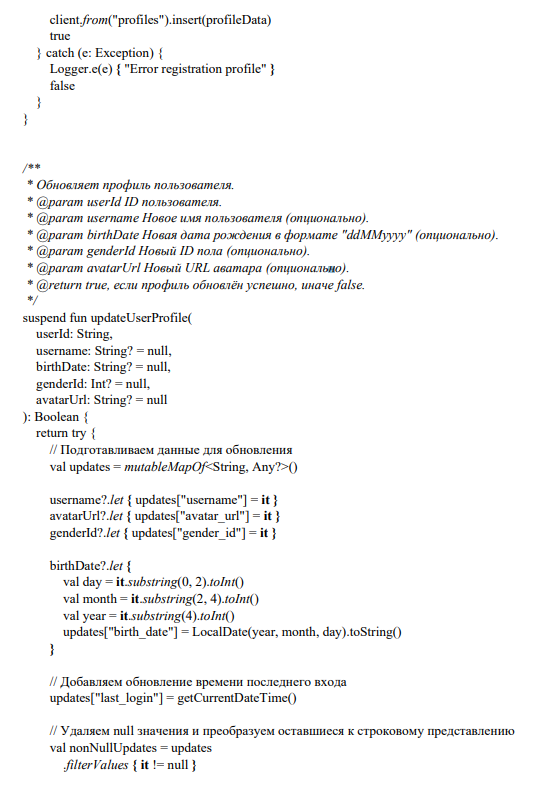 client.from("profiles").insert(profileData)
true
} catch (e: Exception) {
Logger.e(e) { "Error registration profile" }
false
}
}
/**
* Обновляет профиль пользователя.
* @param userId ID пользователя.
* @param username Новое имя пользователя (опционально).
* @param birthDate Новая дата рождения в формате "ddMMyyyy" (опционально).
* @param genderId Новый ID пола (опционально).
* @param avatarUrl Новый URL аватара (опционально).
* @return true, если профиль обновлён успешно, иначе false.
*/
suspend fun updateUserProfile(
userId: String,
username: String? = null,
birthDate: String? = null,
genderId: Int? = null,
avatarUrl: String? = null
): Boolean {
return try {
// Подготавливаем данные для обновления
val updates = mutableMapOf<String, Any?>()
username?.let { updates["username"] = it }
avatarUrl?.let { updates["avatar_url"] = it }
genderId?.let { updates["gender_id"] = it }
birthDate?.let {
val day = it.substring(0, 2).toInt()
val month = it.substring(2, 4).toInt()
val year = it.substring(4).toInt()
updates["birth_date"] = LocalDate(year, month, day).toString()
}
// Добавляем обновление времени последнего входа
updates["last_login"] = getCurrentDateTime()
// Удаляем null значения и преобразуем оставшиеся к строковому представлению
val nonNullUpdates = updates
.filterValues { it != null }